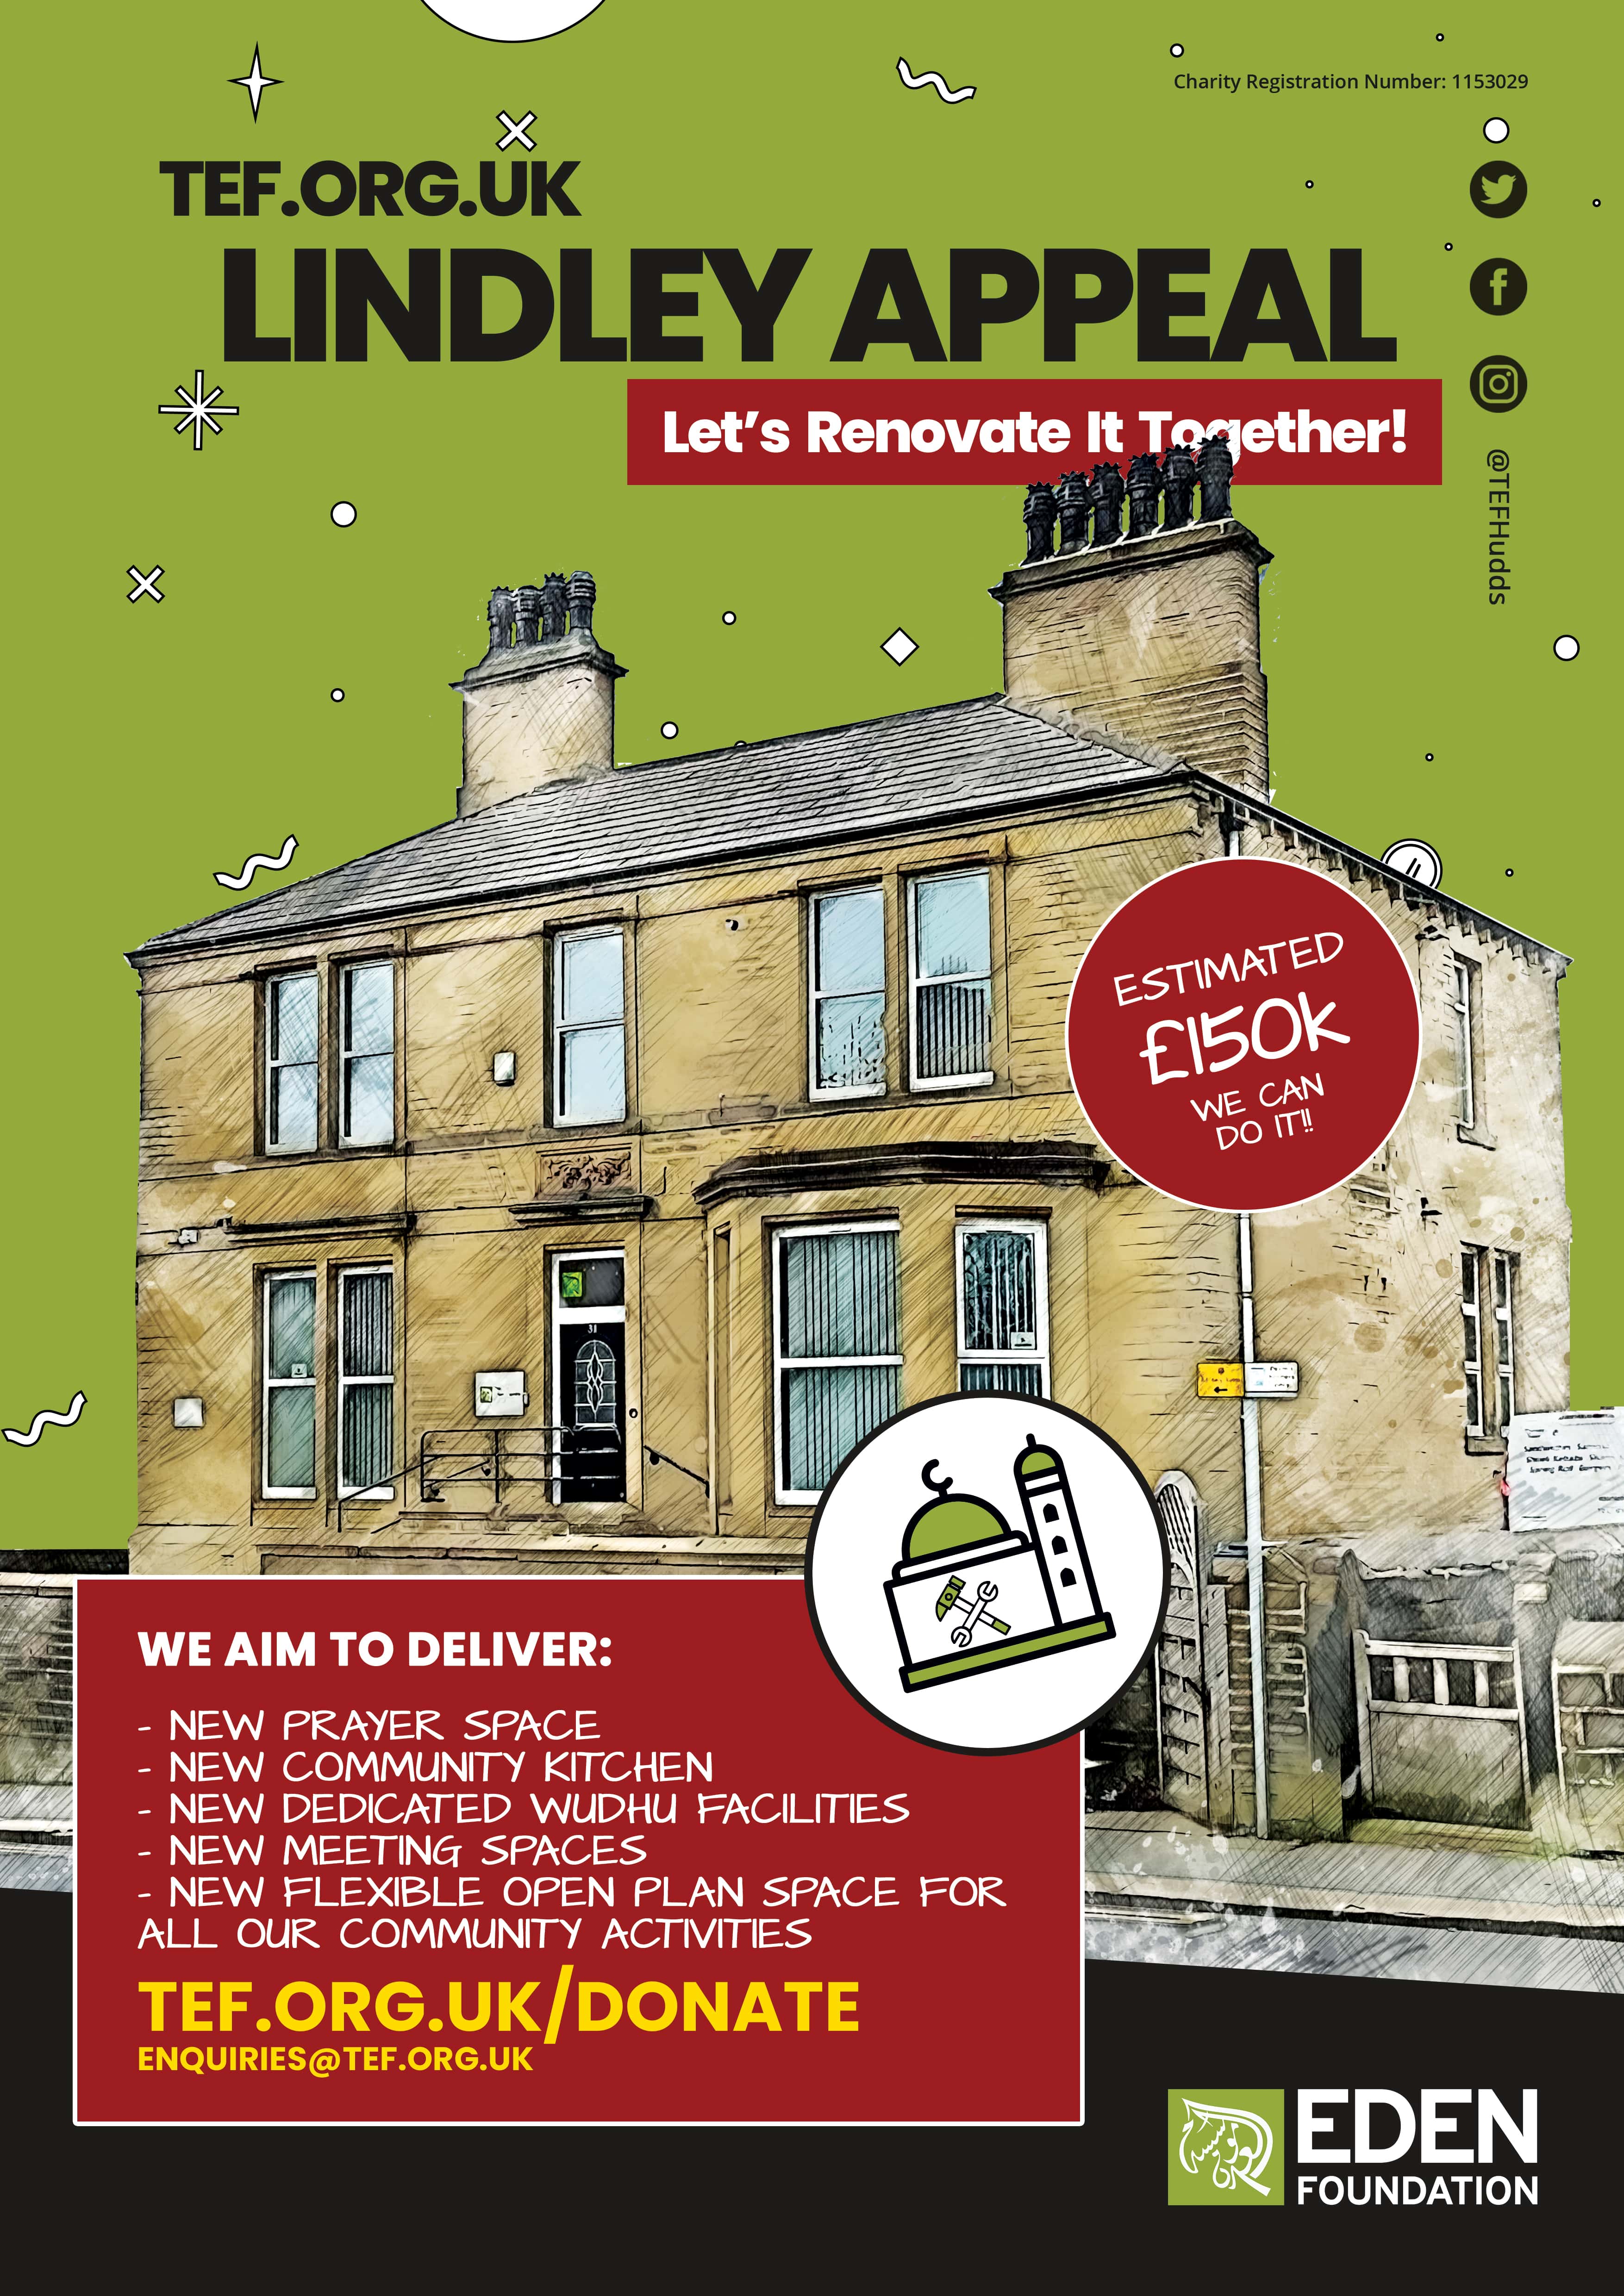 Charity Registration Number: 1153029
TEF.ORG.UK
LINDLEY APPEAL
Let's Renovate It Together!
@TEFHudds
ESTIMATED
£150K
WE CAN
DO IT!!
31
WE AIM TO DELIVER:
- NEW PRAYER SPACE
- NEW COMMUNITY KITCHEN
- NEW DEDICATED WUDHU FACILITIES
- NEW MEETING SPACES
- NEW FLEXIBLE OPEN PLAN SPACE FOR
ALL OUR COMMUNITY ACTIVITIES
TEF.ORG.UK/DONATE
ENQUIRIES@TEF.ORG.UK
EDEN
FOUNDATION